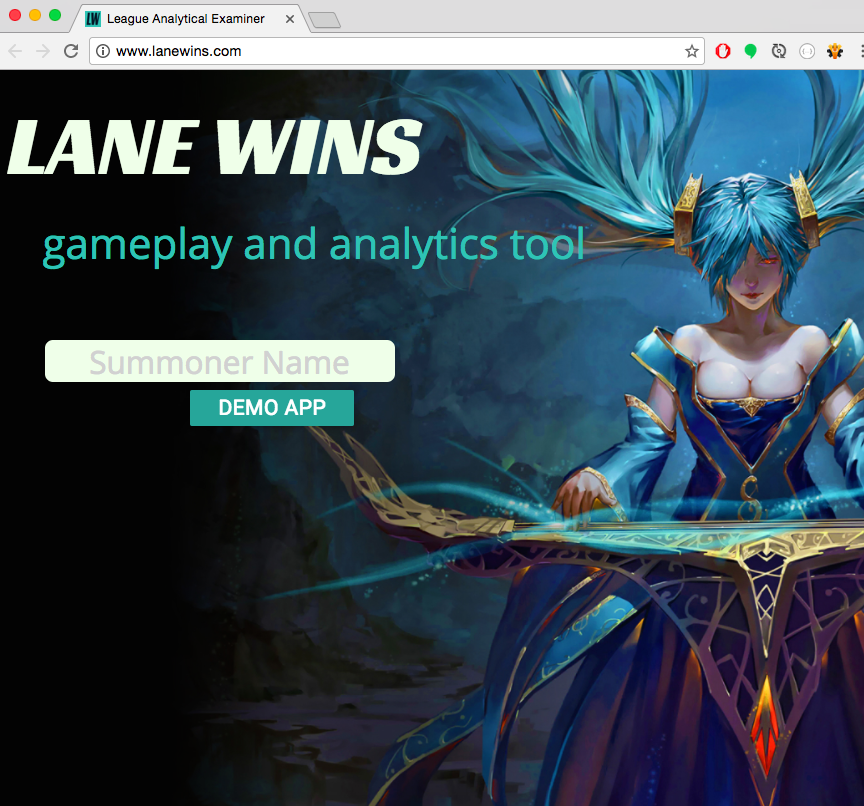 LW League Analytical Examiner
www.lanewins.com
LANE WINS
gameplay and analytics tool
Summoner Name
DEMO APP